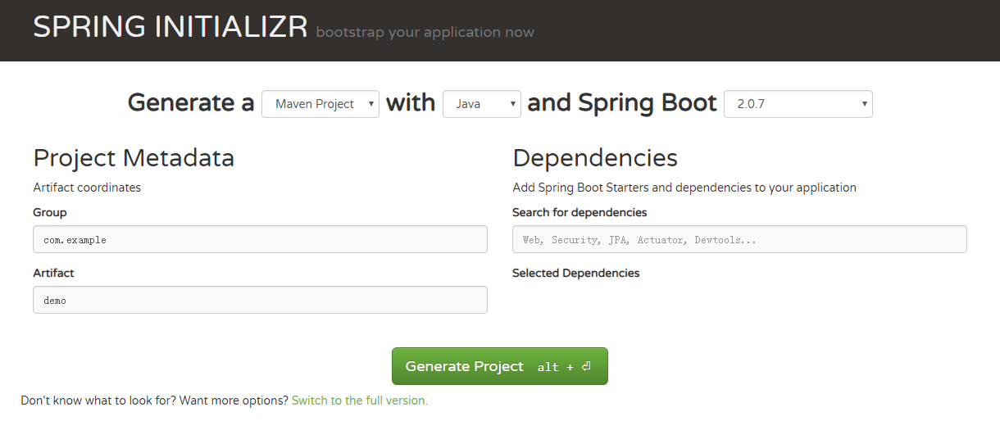 SPRING INITIALIZR bootstrap your application now
Generate a Maven Project with Java and Spring Boot 2.0.7
Project Metadata
Artifact coordinates
Group
com.example
Artifact
demo
Dependencies
Add Spring Boot Starters and dependencies to your application
Search for dependencies
Web, Security, JPA, Actuator, Devtools...
Selected Dependencies
Generate Project alt + ⏎
Don't know what to look for? Want more options? Switch to the full version.